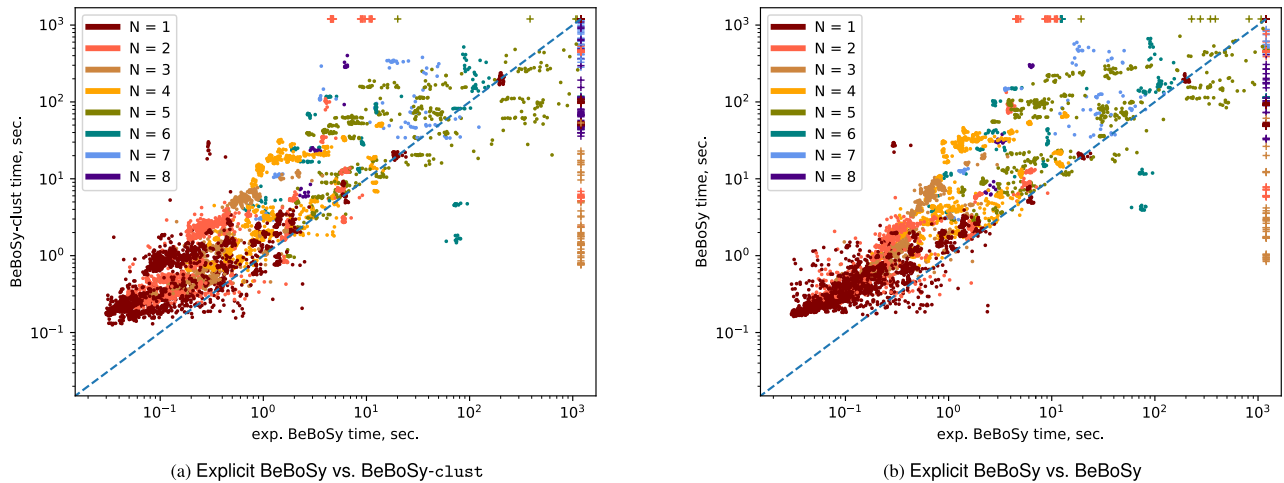 10³
10²
10¹
10⁰
10⁻¹
BeBoSy-clust time, sec.
N = 1
N = 2
N = 3
N = 4
N = 5
N = 6
N = 7
N = 8
10⁻¹ 10⁰ 10¹ 10² 10³
exp. BeBoSy time, sec.
(a) Explicit BeBoSy vs. BeBoSy-clust
10³
10²
10¹
10⁰
10⁻¹
BeBoSy time, sec.
N = 1
N = 2
N = 3
N = 4
N = 5
N = 6
N = 7
N = 8
10⁻¹ 10⁰ 10¹ 10² 10³
exp. BeBoSy time, sec.
(b) Explicit BeBoSy vs. BeBoSy